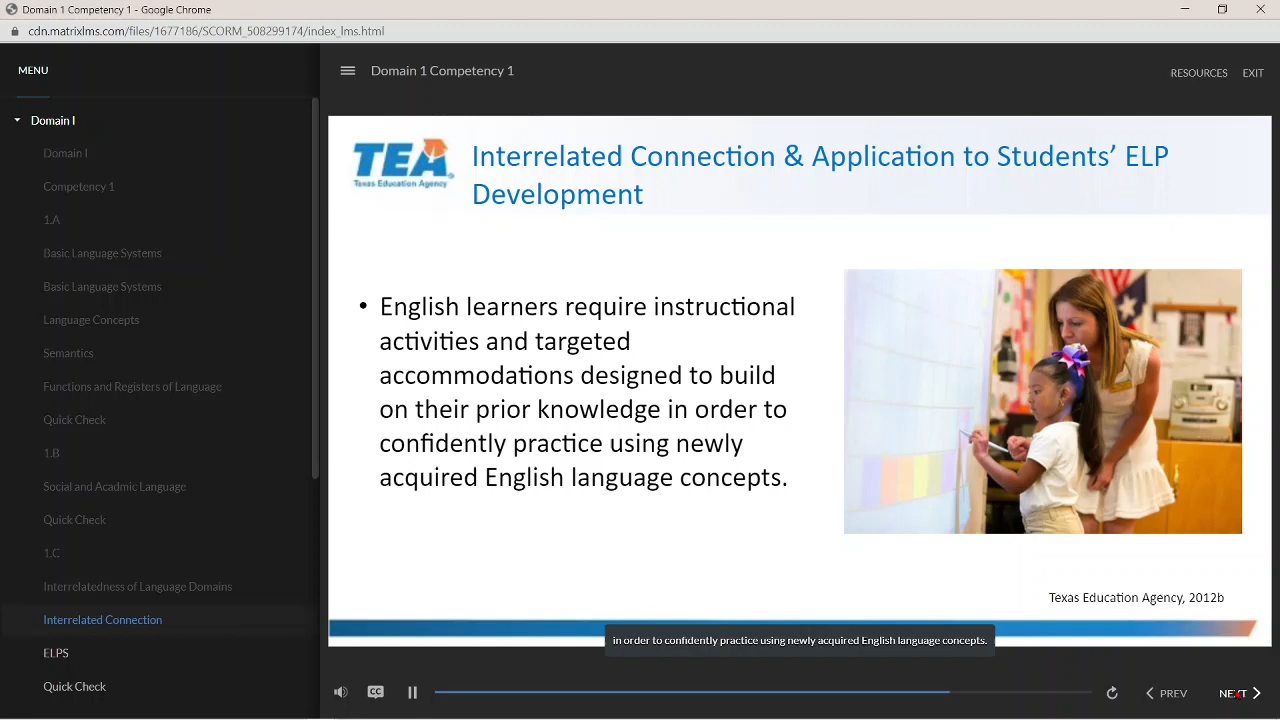 Domain 1 Competency 1 - Google Chrome
cdn.matrixlms.com/files/1677186/SCORM_508299174/index_lms.html
MENU
Domain 1 Competency 1
RESOURCES
EXIT
Domain I
Domain I
Competency 1
1.A
Basic Language Systems
Basic Language Systems
Language Concepts
Semantics
Functions and Registers of Language
Quick Check
1.B
Social and Acadmic Language
Quick Check
1.C
Interrelatedness of Language Domains
Interrelated Connection
ELPS
Quick Check
TEA
Texas Education Agency
Interrelated Connection & Application to Students’ ELP
Development
• English learners require instructional
activities and targeted
accommodations designed to build
on their prior knowledge in order to
confidently practice using newly
acquired English language concepts.
Texas Education Agency, 2012b
in order to confidently practice using newly acquired English language concepts.
CC
PREV
NEXT